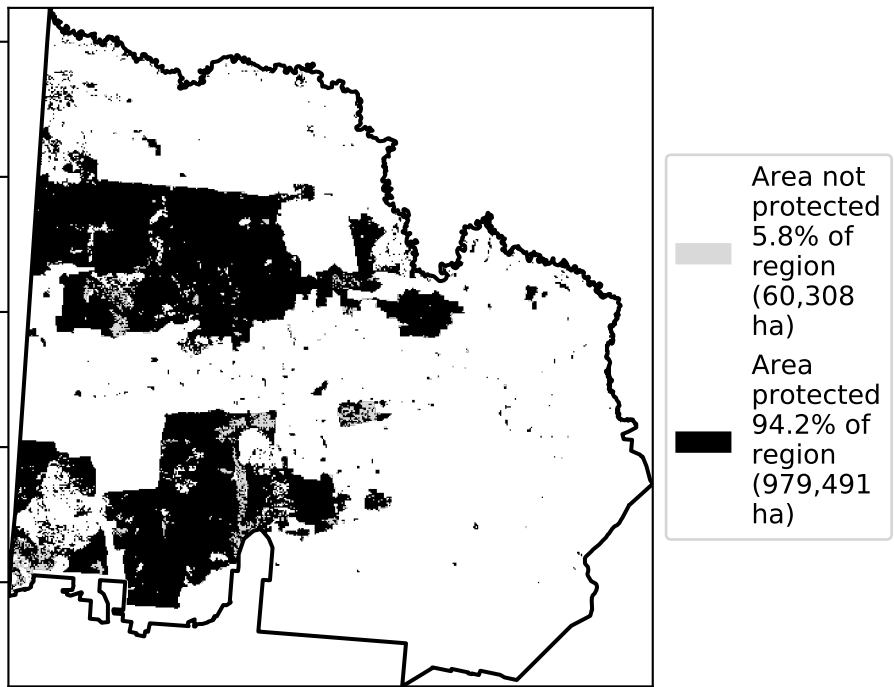 Area not
protected
5.8% of
region
(60,308
ha)
Area
protected
94.2% of
region
(979,491
ha)